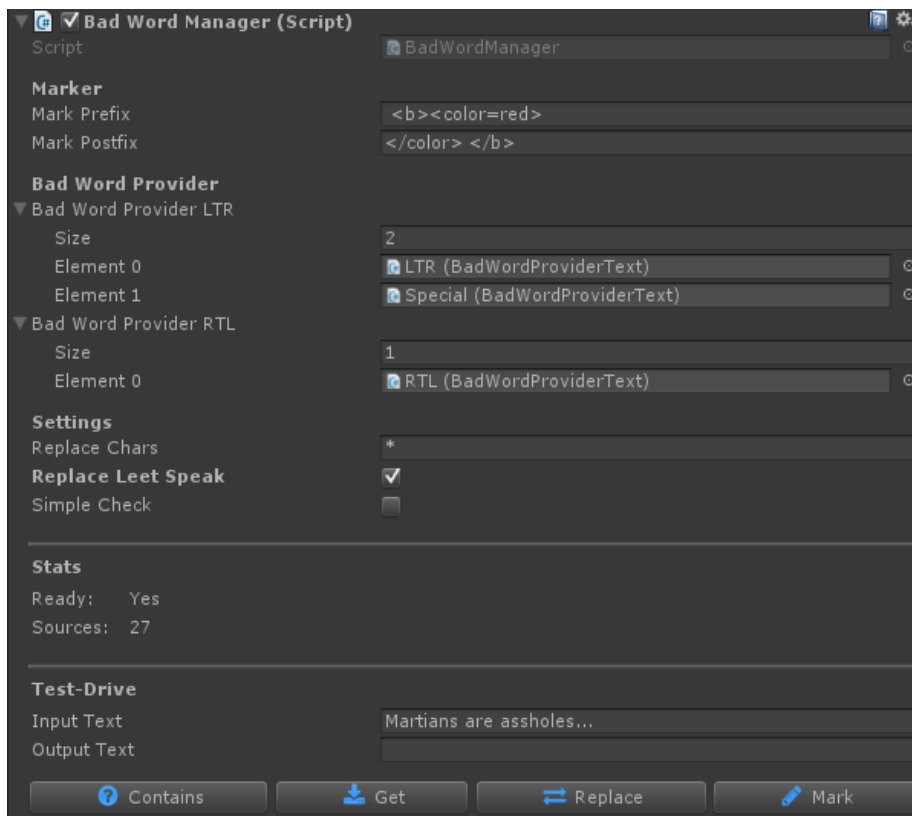 Bad Word Manager (Script)
Script BadWordManager
Marker
Mark Prefix <b><color=red>
Mark Postfix </color> </b>
Bad Word Provider
Bad Word Provider LTR
Size 2
Element 0 LTR (BadWordProviderText)
Element 1 Special (BadWordProviderText)
Bad Word Provider RTL
Size 1
Element 0 RTL (BadWordProviderText)
Settings
Replace Chars *
Replace Leet Speak
Simple Check
Stats
Ready: Yes
Sources: 27
Test-Drive
Input Text Martians are assholes...
Output Text
Contains Get Replace Mark